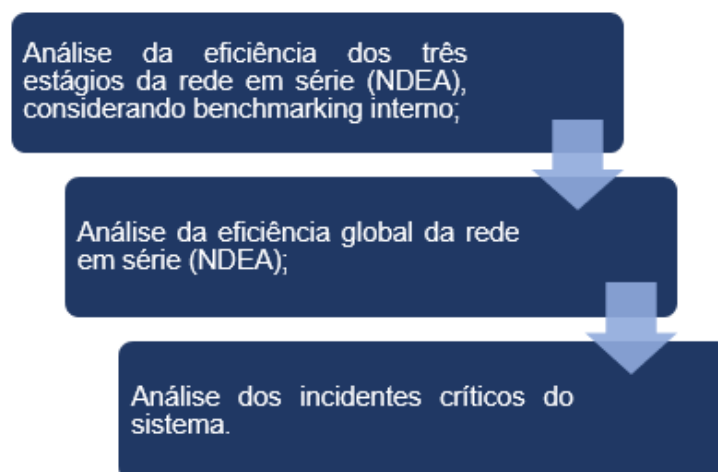 Análise da eficiência dos três
estágios da rede em série (NDEA),
considerando benchmarking interno;
Análise da eficiência global da rede
em série (NDEA);
Análise dos incidentes críticos do
sistema.